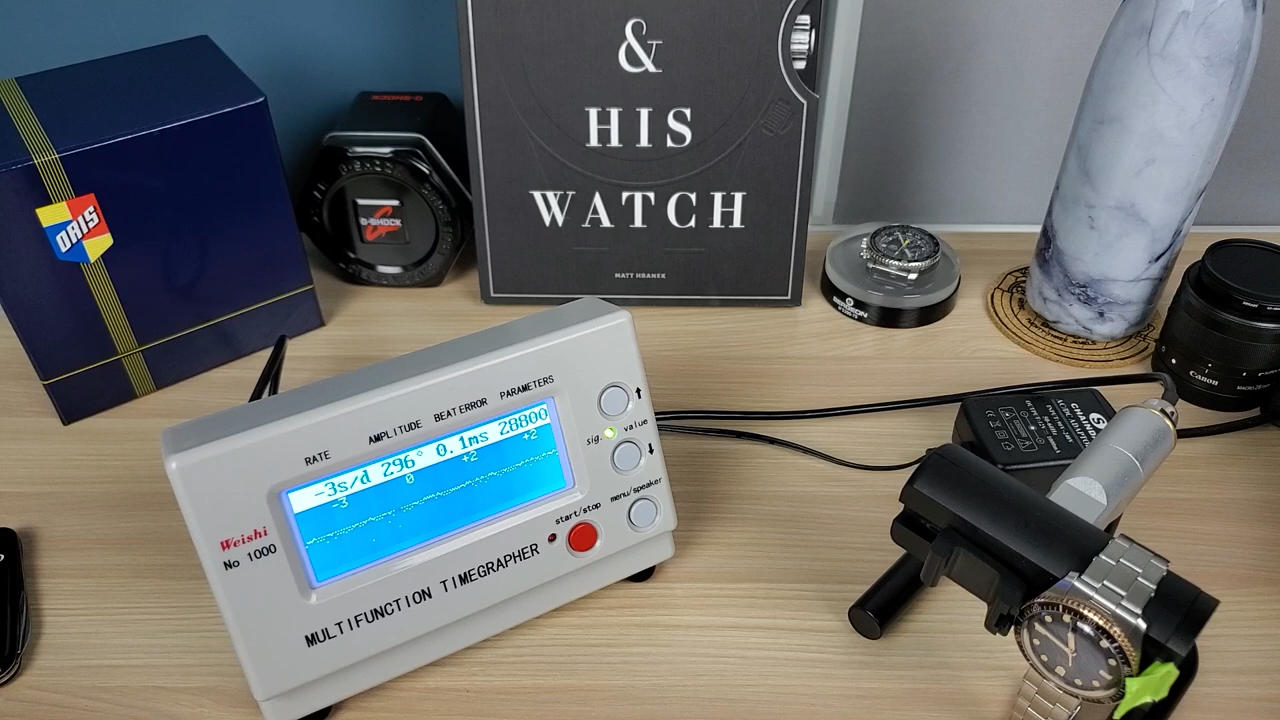 &
HIS
WATCH
MATT HRANEK
ORIS
G-SHOCK
G-SHOCK
G
Canon
RATE
AMPLITUDE
BEAT ERROR
PARAMETERS
-3s/d 296° 0.1ms 28800
-3 0 +2 +2
sig.
value
menu/speaker
start/stop
Weishi
No 1000
MULTIFUNCTION TIMEGRAPHER